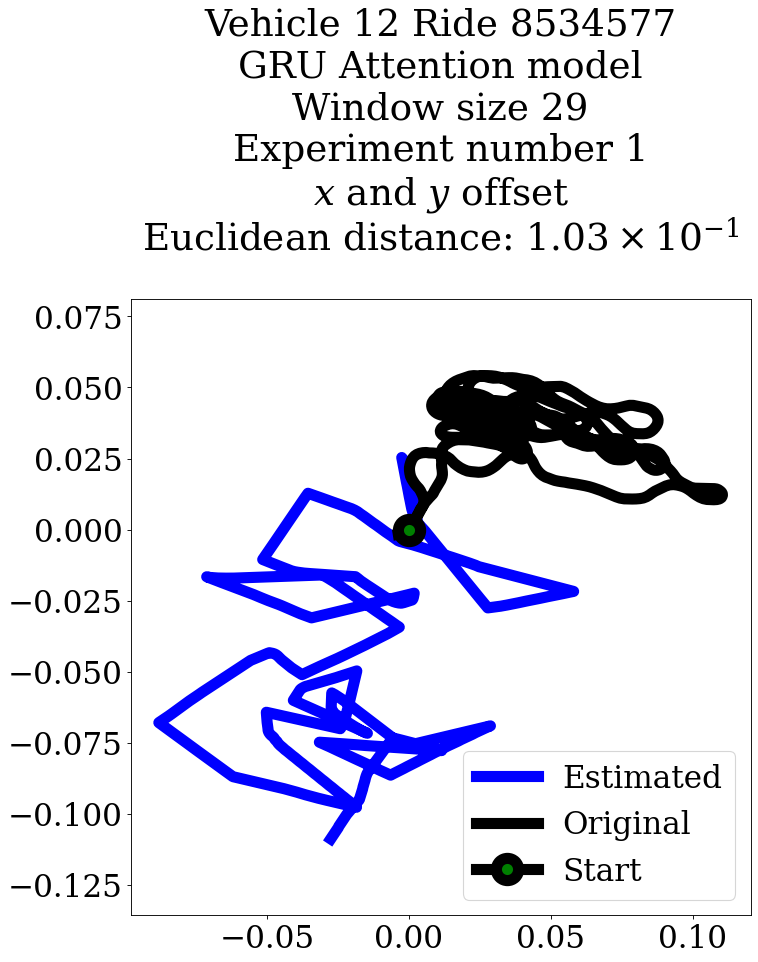 Vehicle 12 Ride 8534577
GRU Attention model
Window size 29
Experiment number 1
x and y offset
Euclidean distance: 1.03 × 10⁻¹
0.075
0.050
0.025
0.000
−0.025
−0.050
−0.075
−0.100
−0.125
Estimated
Original
Start
−0.05 0.00 0.05 0.10